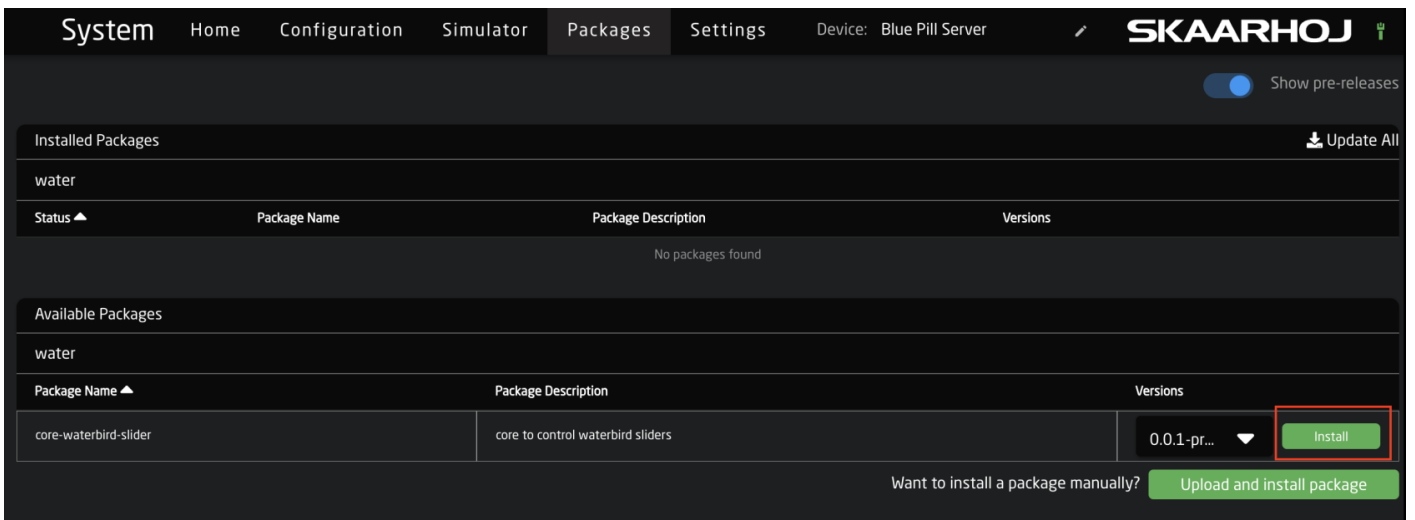 System Home Configuration Simulator Packages Settings Device: Blue Pill Server SKAARHOJ
Show pre-releases
Installed Packages Update All
water
Status Package Name Package Description Versions
No packages found
Available Packages
water
Package Name Package Description Versions
core-waterbird-slider core to control waterbird sliders 0.0.1-pr... Install
Want to install a package manually? Upload and install package